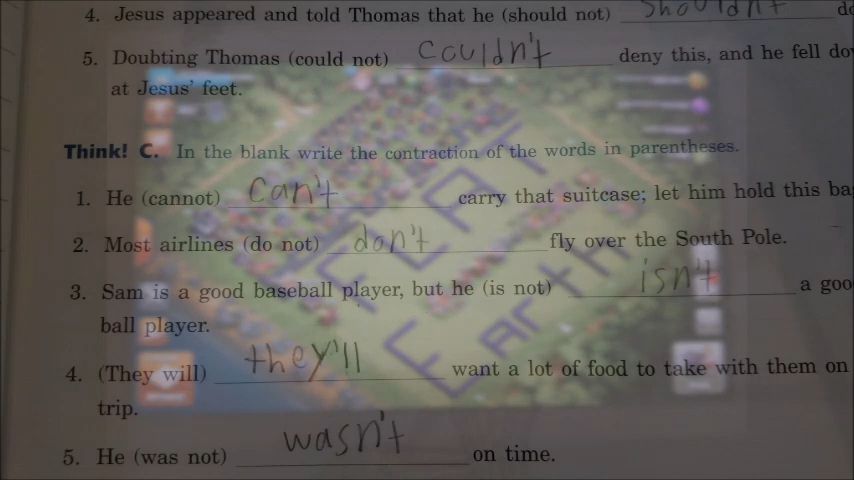 4. Jesus appeared and told Thomas that he (should not) shouldn't
5. Doubting Thomas (could not) couldn't deny this, and he fell
at Jesus' feet.
Think! C. In the blank write the contraction of the words in parentheses.
1. He (cannot) can't carry that suitcase; let him hold this
2. Most airlines (do not) don't fly over the South Pole.
3. Sam is a good baseball player, but he (is not) isn't a
ball player.
4. (They will) they'll want a lot of food to take with them on
trip.
5. He (was not) wasn't on time.
FLAT
Earth